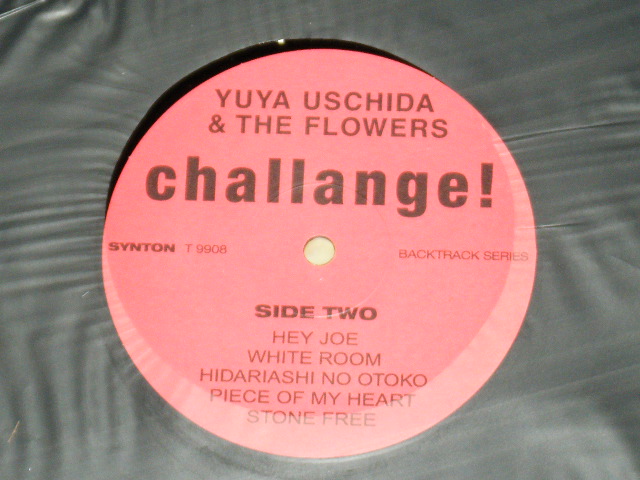 YUYA USCHIDA
& THE FLOWERS
challange!
SYNTON T 9908
BACKTRACK SERIES
SIDE TWO
HEY JOE
WHITE ROOM
HIDARIASHI NO OTOKO
PIECE OF MY HEART
STONE FREE